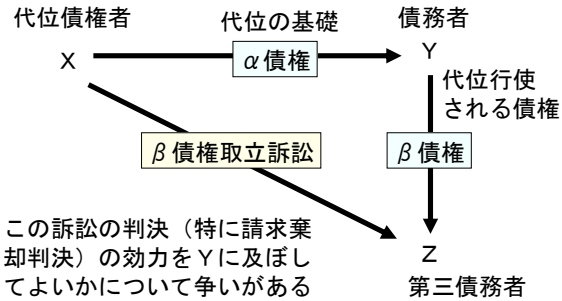 代位債権者
代位の基礎
債務者
X
α債権
Y
代位行使
される債権
β債権取立訴訟
β債権
この訴訟の判決（特に請求棄
却判決）の効力をYに及ぼし
てよいかについて争いがある
Z
第三債務者